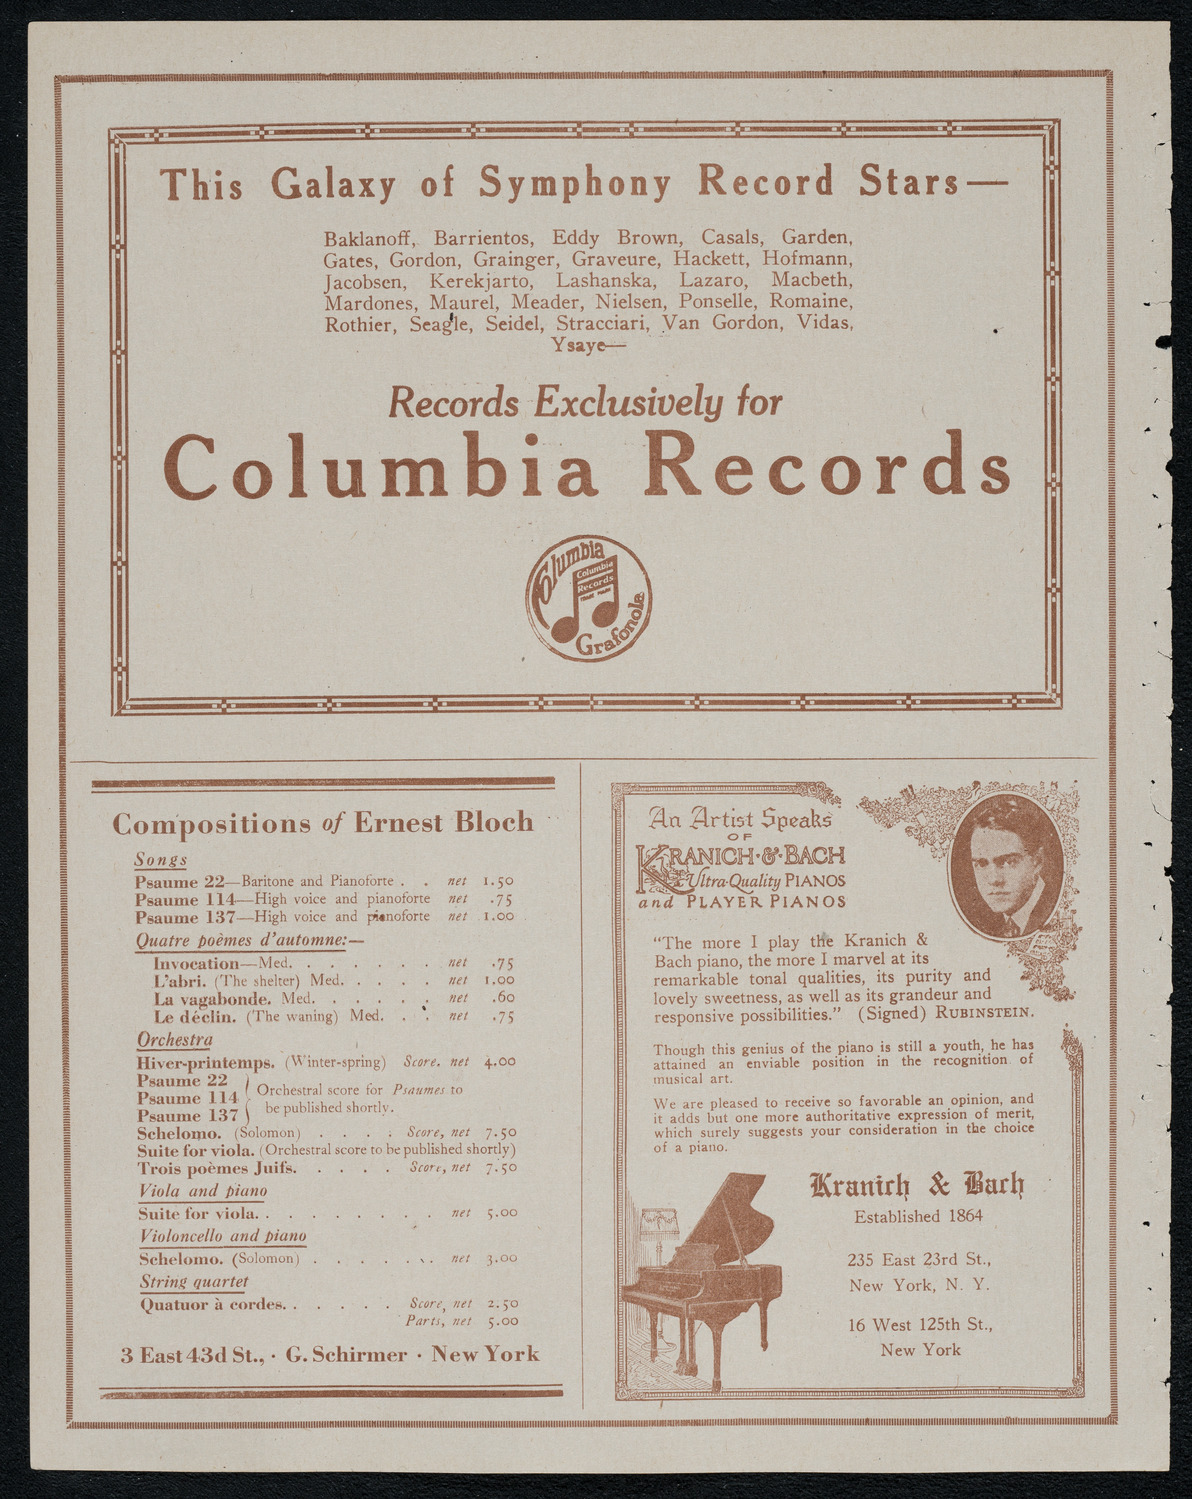 This Galaxy of Symphony Record Stars—
Baklanoff, Barrientos, Eddy Brown, Casals, Garden,
Gates, Gordon, Grainger, Graveure, Hackett, Hofmann,
Jacobsen, Kerekjarto, Lashanska, Lazaro, Macbeth,
Mardones, Maurel, Meader, Nielsen, Ponselle, Romaine,
Rothier, Seagle, Seidel, Stracciari, Van Gordon, Vidas,
Ysaye—
Records Exclusively for
Columbia Records
Columbia
Columbia
Records
TRADE MARK
Grafonola
Compositions of Ernest Bloch
Songs
Psaume 22—Baritone and Pianoforte . . net 1.50
Psaume 114—High voice and pianoforte net .75
Psaume 137—High voice and pianoforte net 1.00
Quatre poèmes d'automne:—
Invocation—Med. . . . . . . net .75
L'abri. (The shelter) Med. . . . . net 1.00
La vagabonde. Med. . . . . . net .60
Le déclin. (The waning) Med. . . net .75
Orchestra
Hiver-printemps. (Winter-spring) Score. net 4.00
Psaume 22
Psaume 114
Psaume 137
Orchestral score for Psaumes to
be published shortly.
Schelomo. (Solomon) . . . . Score, net 7.50
Suite for viola. (Orchestral score to be published shortly)
Trois poèmes Juifs. . . . . Score, net 7.50
Viola and piano
Suite for viola. . . . . . . . . net 5.00
Violoncello and piano
Schelomo. (Solomon) . . . . . . . net 3.00
String quartet
Quatuor à cordes. . . . . . Score, net 2.50
Parts, net 5.00
3 East 43d St., · G. Schirmer · New York
An Artist Speaks
OF
KRANICH·&·BACH
Ultra-Quality PIANOS
and PLAYER PIANOS
"The more I play the Kranich &
Bach piano, the more I marvel at its
remarkable tonal qualities, its purity and
lovely sweetness, as well as its grandeur and
responsive possibilities." (Signed) RUBINSTEIN.
Though this genius of the piano is still a youth, he has
attained an enviable position in the recognition of
musical art.
We are pleased to receive so favorable an opinion, and
it adds but one more authoritative expression of merit,
which surely suggests your consideration in the choice
of a piano.
Kranich & Bach
Established 1864
235 East 23rd St.,
New York, N. Y.
16 West 125th St.,
New York